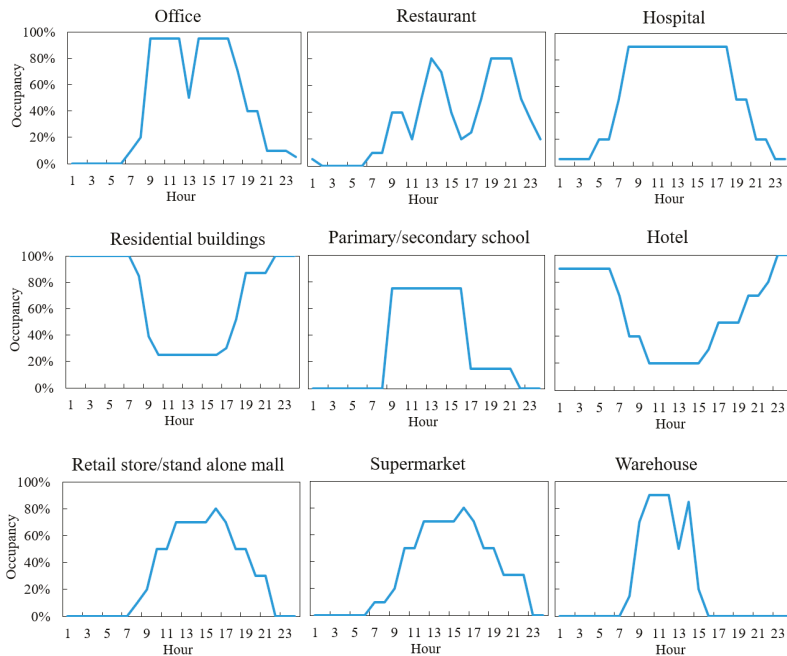 Office
Restaurant
Hospital
100%
80%
60%
40%
20%
0%
Occupancy
1 3 5 7 9 11 13 15 17 19 21 23
Hour
1 3 5 7 9 11 13 15 17 19 21 23
Hour
1 3 5 7 9 11 13 15 17 19 21 23
Hour
Residential buildings
Parimary/secondary school
Hotel
100%
80%
60%
40%
20%
0%
Occupancy
1 3 5 7 9 11 13 15 17 19 21 23
Hour
1 3 5 7 9 11 13 15 17 19 21 23
Hour
1 3 5 7 9 11 13 15 17 19 21 23
Hour
Retail store/stand alone mall
Supermarket
Warehouse
100%
80%
60%
40%
20%
0%
Occupancy
1 3 5 7 9 11 13 15 17 19 21 23
Hour
1 3 5 7 9 11 13 15 17 19 21 23
Hour
1 3 5 7 9 11 13 15 17 19 21 23
Hour